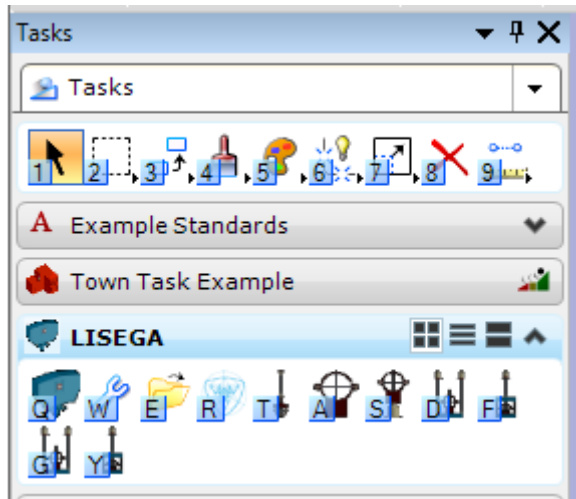 Tasks
Tasks
1 2 3 4 5 6 7 8 9
A Example Standards
Town Task Example
LISEGA
Q W E R T A S D F
G Y